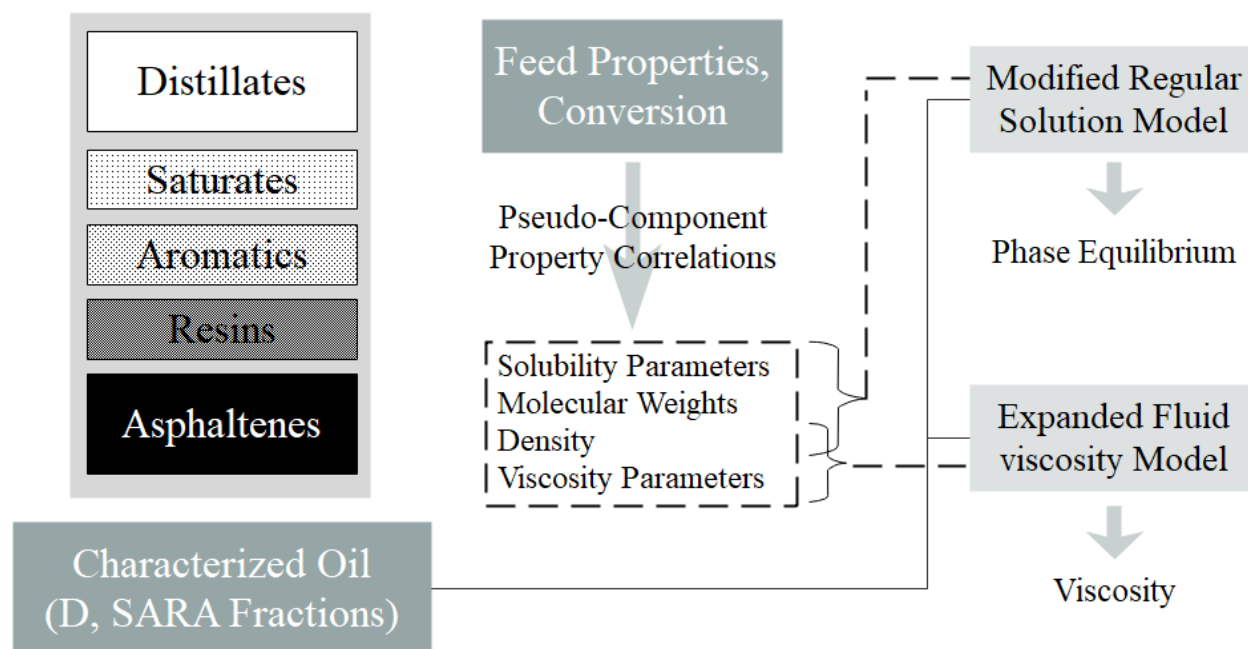 Distillates
Saturates
Aromatics
Resins
Asphaltenes
Characterized Oil
(D, SARA Fractions)
Feed Properties,
Conversion
Pseudo-Component
Property Correlations
Solubility Parameters
Molecular Weights
Density
Viscosity Parameters
Modified Regular
Solution Model
Phase Equilibrium
Expanded Fluid
viscosity Model
Viscosity